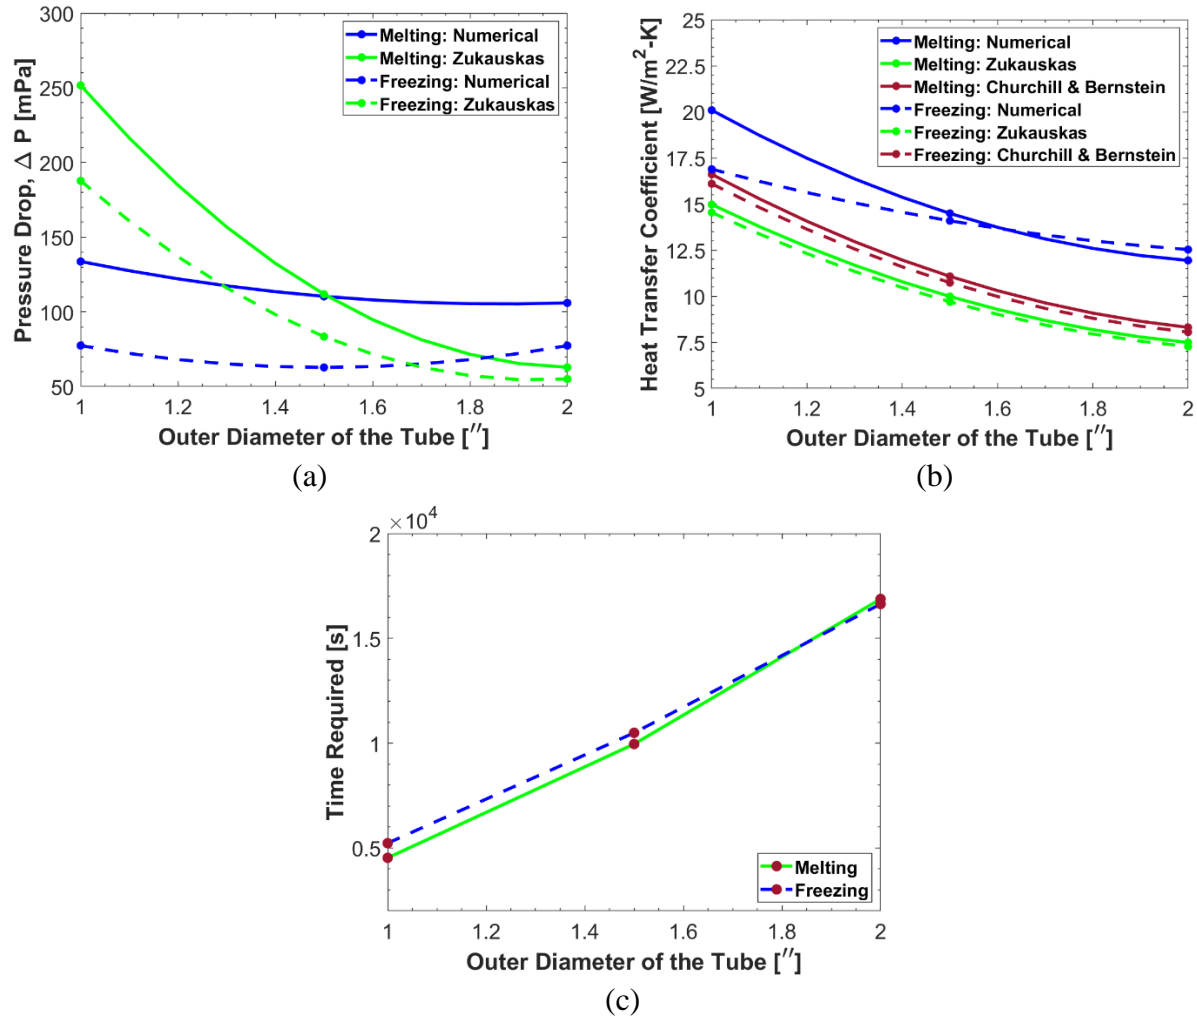 300
250
200
150
100
50
Pressure Drop, Δ P [mPa]
Melting: Numerical
Melting: Zukauskas
Freezing: Numerical
Freezing: Zukauskas
1 1.2 1.4 1.6 1.8 2
Outer Diameter of the Tube [′′]
(a)
25
22.5
20
17.5
15
12.5
10
7.5
5
Heat Transfer Coefficient [W/m²-K]
Melting: Numerical
Melting: Zukauskas
Melting: Churchill & Bernstein
Freezing: Numerical
Freezing: Zukauskas
Freezing: Churchill & Bernstein
1 1.2 1.4 1.6 1.8 2
Outer Diameter of the Tube [′′]
(b)
×10⁴
2
1.5
1
0.5
Time Required [s]
Melting
Freezing
1 1.2 1.4 1.6 1.8 2
Outer Diameter of the Tube [′′]
(c)